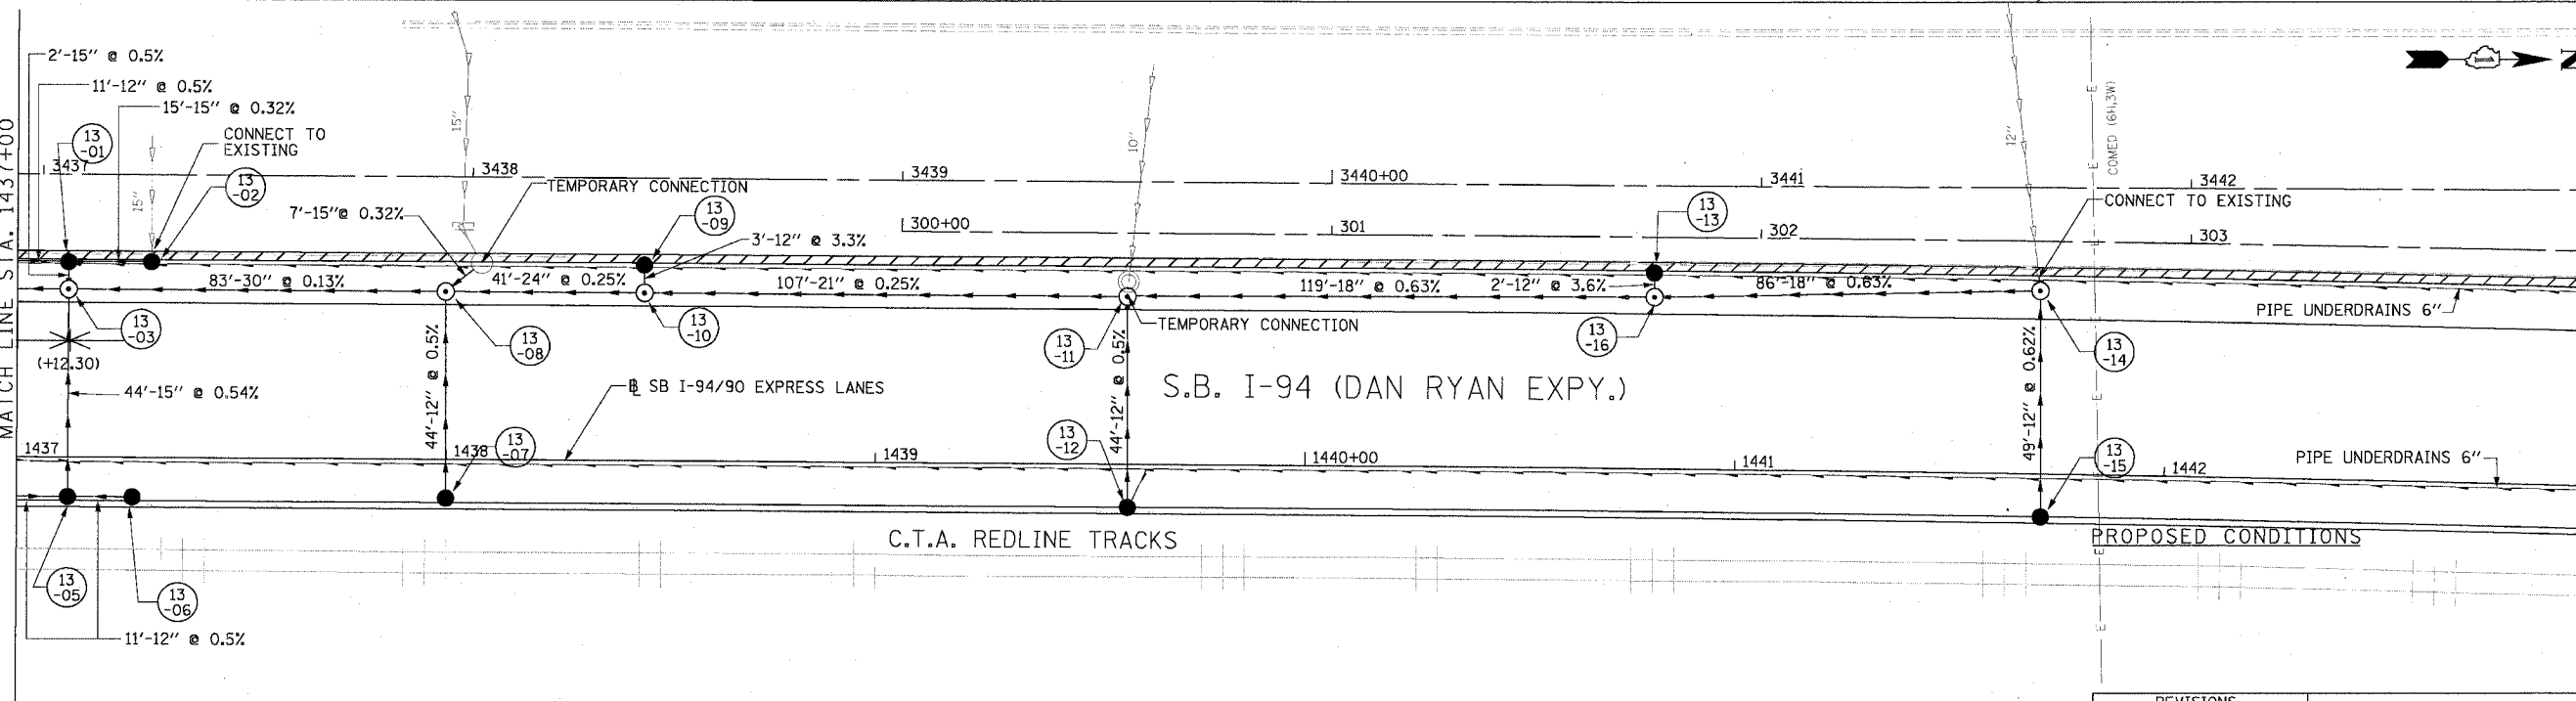 2'-15" @ 0.5%
11'-12" @ 0.5%
15'-15" @ 0.32%
CONNECT TO
EXISTING
13
-01
13
-02
MATCH LINE STA. 1437+00
15"
15"
10"
12"
COMED (6H,3W)
N
3437
3438
3439
3440+00
3441
3442
TEMPORARY CONNECTION
7'-15"@ 0.32%
13
-09
3'-12" @ 3.3%
300+00
301
302
303
13
-13
CONNECT TO EXISTING
83'-30" @ 0.13%
41'-24" @ 0.25%
107'-21" @ 0.25%
119'-18" @ 0.63%
2'-12" @ 3.6%
86'-18" @ 0.63%
PIPE UNDERDRAINS 6"
13
-03
(+12.30)
13
-08
13
-10
13
-11
TEMPORARY CONNECTION
13
-16
13
-14
44'-15" @ 0.54%
44'-12" @ 0.5%
℄ SB I-94/90 EXPRESS LANES
44'-12" @ 0.5%
S.B. I-94 (DAN RYAN EXPY.)
49'-12" @ 0.62%
1437
1438
13
-07
1439
13
-12
1440+00
1441
13
-15
1442
PIPE UNDERDRAINS 6"
C.T.A. REDLINE TRACKS
PROPOSED CONDITIONS
13
-05
13
-06
11'-12" @ 0.5%
E
E
E
E
E
E
REVISIONS